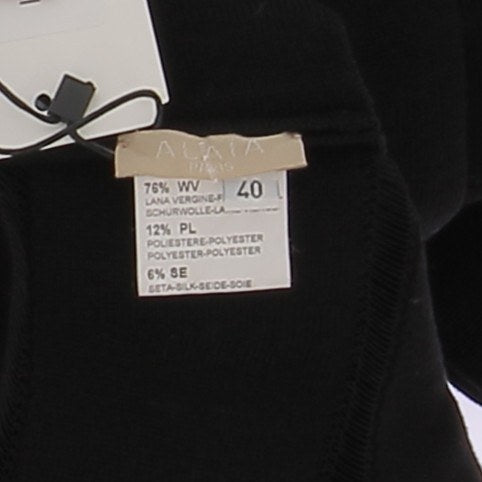 ALAÏA
PARIS
76% WV 40
LANA VERGINE-
SCHURWOLLE-
12% PL
POLIESTERE-POLYESTER
POLYESTER-POLYESTER
6% SE
SETA-SILK-SEIDE-SOIE